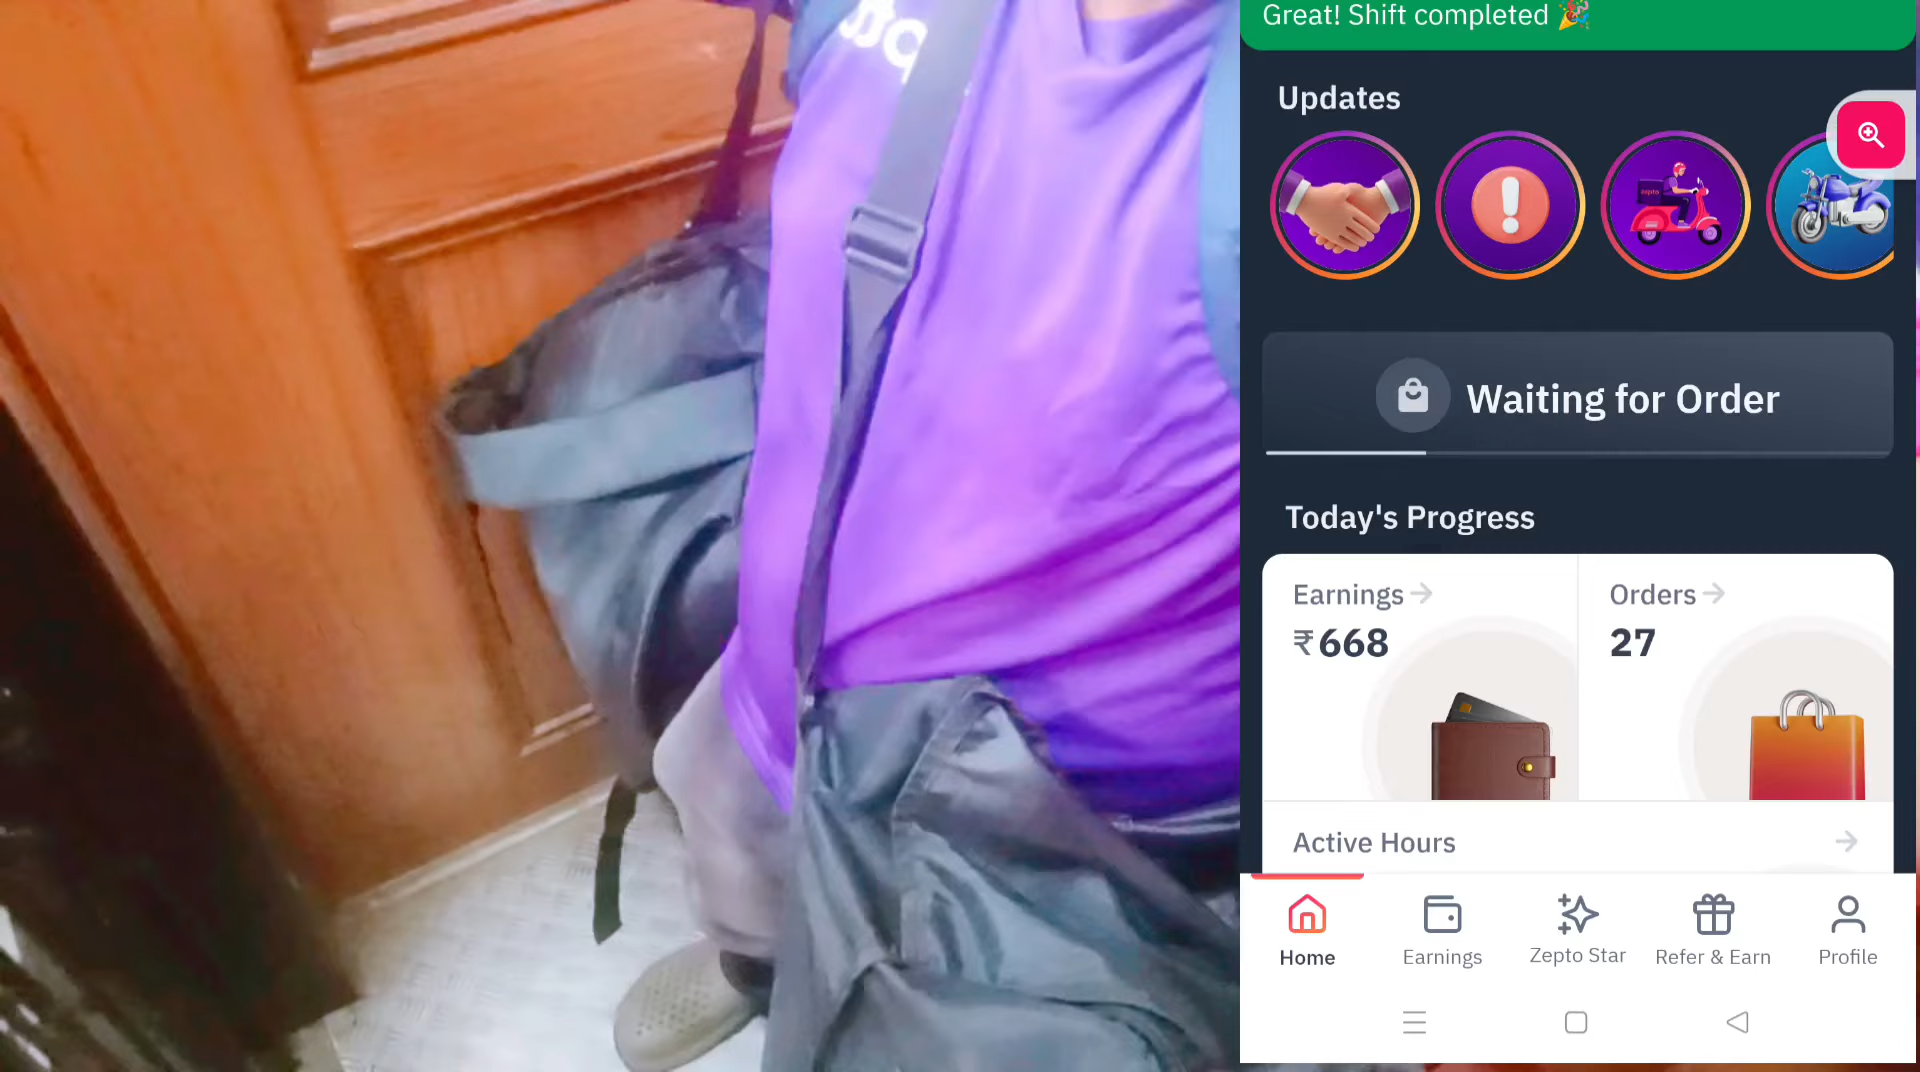 Great! Shift completed 🎉
Updates
zepto
Waiting for Order
Today's Progress
Earnings
₹668
Orders
27
Active Hours
Home
Earnings
Zepto Star
Refer & Earn
Profile